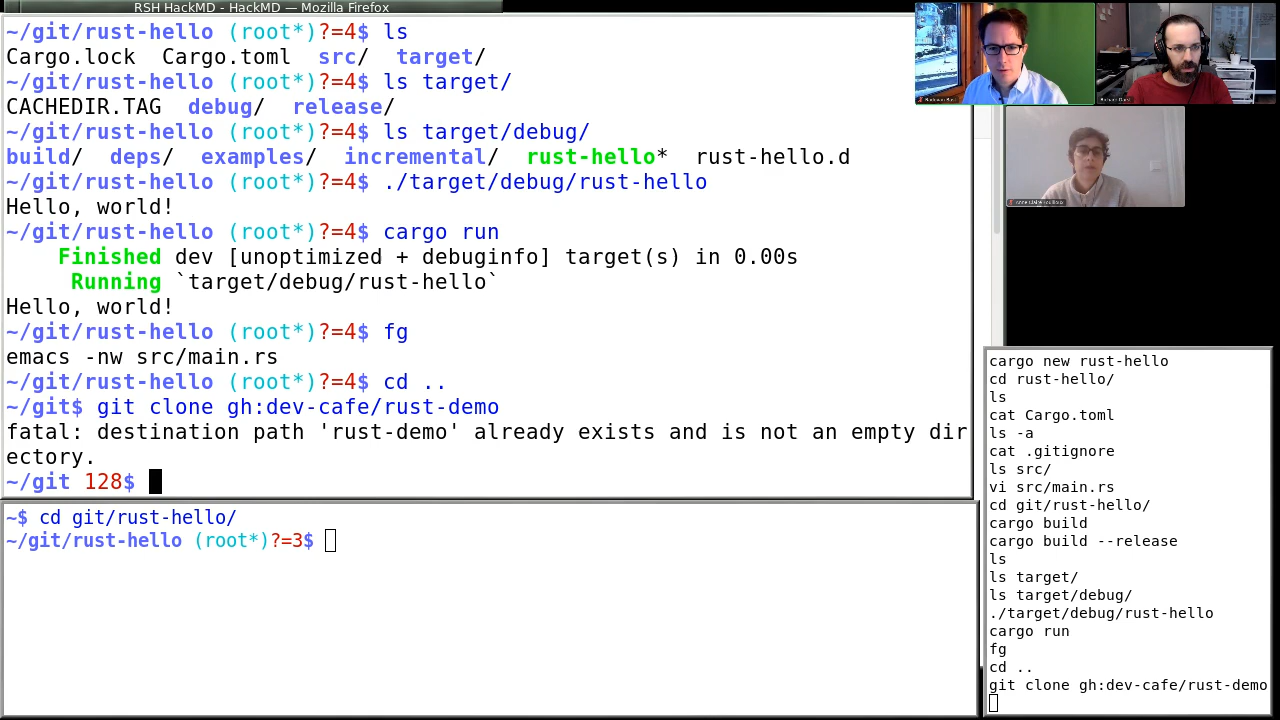 RSH HackMD - HackMD — Mozilla Firefox
~/git/rust-hello (root*)?=4$ ls
Cargo.lock  Cargo.toml  src/  target/
~/git/rust-hello (root*)?=4$ ls target/
CACHEDIR.TAG  debug/  release/
~/git/rust-hello (root*)?=4$ ls target/debug/
build/  deps/  examples/  incremental/  rust-hello*  rust-hello.d
~/git/rust-hello (root*)?=4$ ./target/debug/rust-hello
Hello, world!
~/git/rust-hello (root*)?=4$ cargo run
    Finished dev [unoptimized + debuginfo] target(s) in 0.00s
     Running `target/debug/rust-hello`
Hello, world!
~/git/rust-hello (root*)?=4$ fg
emacs -nw src/main.rs
~/git/rust-hello (root*)?=4$ cd ..
~/git$ git clone gh:dev-cafe/rust-demo
fatal: destination path 'rust-demo' already exists and is not an empty dir
ectory.
~/git 128$
~$ cd git/rust-hello/
~/git/rust-hello (root*)?=3$
cargo new rust-hello
cd rust-hello/
ls
cat Cargo.toml
ls -a
cat .gitignore
ls src/
vi src/main.rs
cd git/rust-hello/
cargo build
cargo build --release
ls
ls target/
ls target/debug/
./target/debug/rust-hello
cargo run
fg
cd ..
git clone gh:dev-cafe/rust-demo